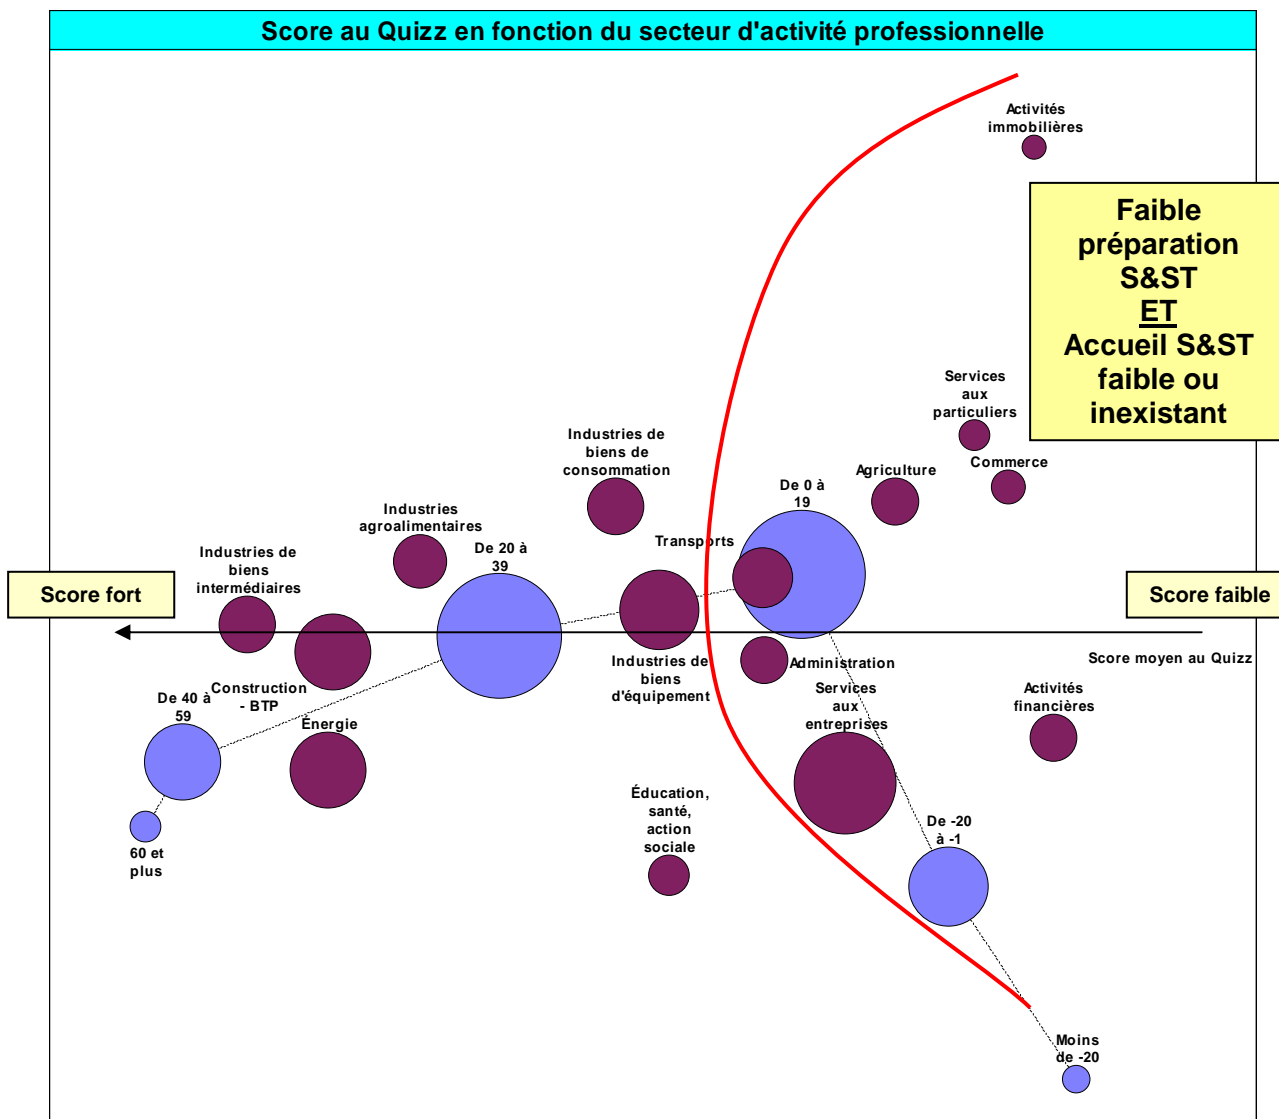 Score au Quizz en fonction du secteur d'activité professionnelle
Activités
immobilières
Faible
préparation
S&ST
ET
Accueil S&ST
faible ou
inexistant
Services
aux
particuliers
Commerce
Agriculture
Industries de
biens de
consommation
De 0 à
19
Industries
agroalimentaires
Transports
De 20 à
39
Industries de
biens
intermédiaires
Score fort
Score faible
Score moyen au Quizz
Industries de
biens
d'équipement
Administration
Services
aux
entreprises
Activités
financières
Construction
- BTP
De 40 à
59
Énergie
Éducation,
santé,
action
sociale
De -20
à -1
60 et
plus
Moins
de -20